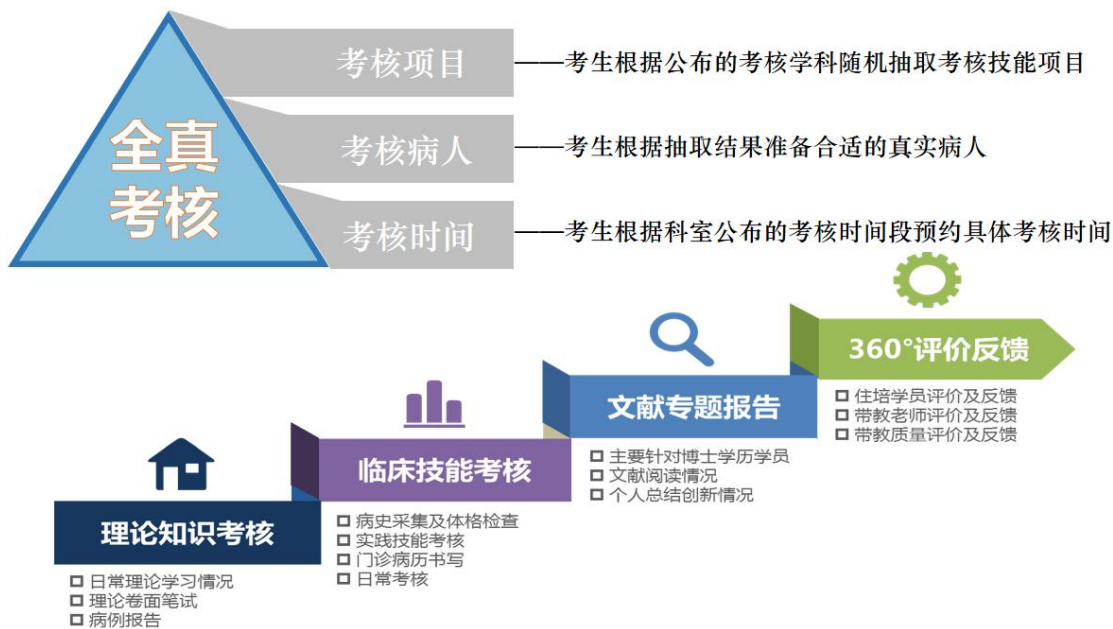 全真
考核
考核项目
——考生根据公布的考核学科随机抽取考核技能项目
考核病人
——考生根据抽取结果准备合适的真实病人
考核时间
——考生根据科室公布的考核时间段预约具体考核时间
理论知识考核
日常理论学习情况
理论卷面笔试
病例报告
临床技能考核
病史采集及体格检查
实践技能考核
门诊病历书写
日常考核
文献专题报告
主要针对博士学历学员
文献阅读情况
个人总结创新情况
360°评价反馈
住培学员评价及反馈
带教老师评价及反馈
带教质量评价及反馈